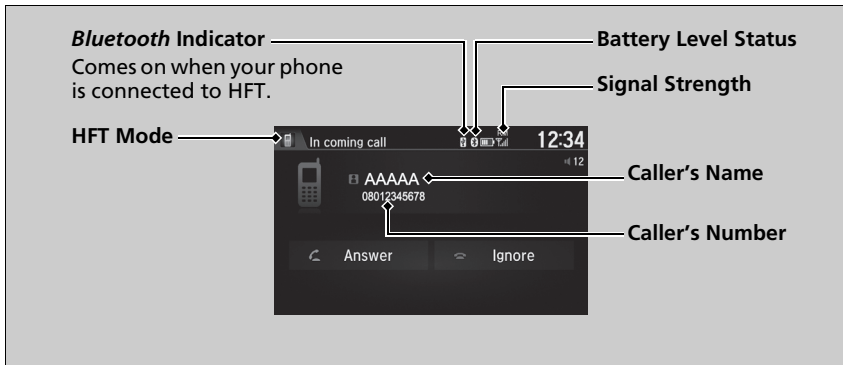 Bluetooth Indicator
Comes on when your phone
is connected to HFT.
Battery Level Status
Signal Strength
HFT Mode
In coming call
12:34
12
AAAAA
08012345678
Caller's Name
Caller's Number
Answer
Ignore